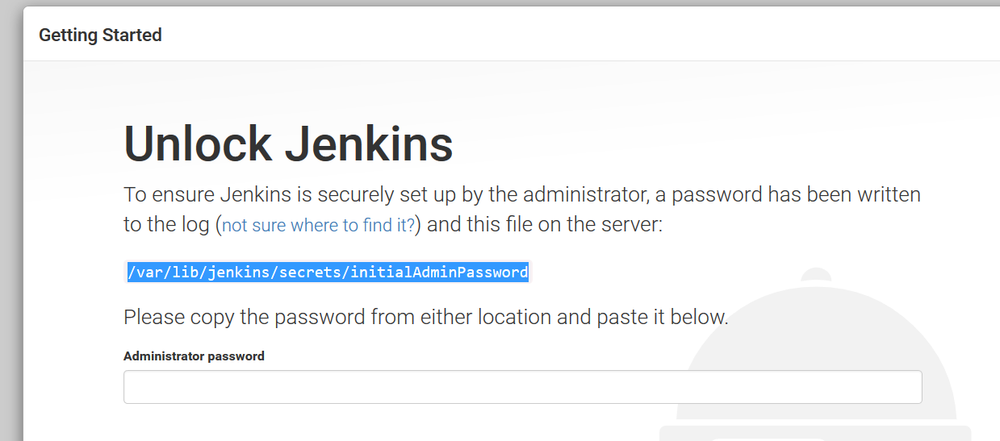 Getting Started
Unlock Jenkins
To ensure Jenkins is securely set up by the administrator, a password has been written
to the log (not sure where to find it?) and this file on the server:
/var/lib/jenkins/secrets/initialAdminPassword
Please copy the password from either location and paste it below.
Administrator password